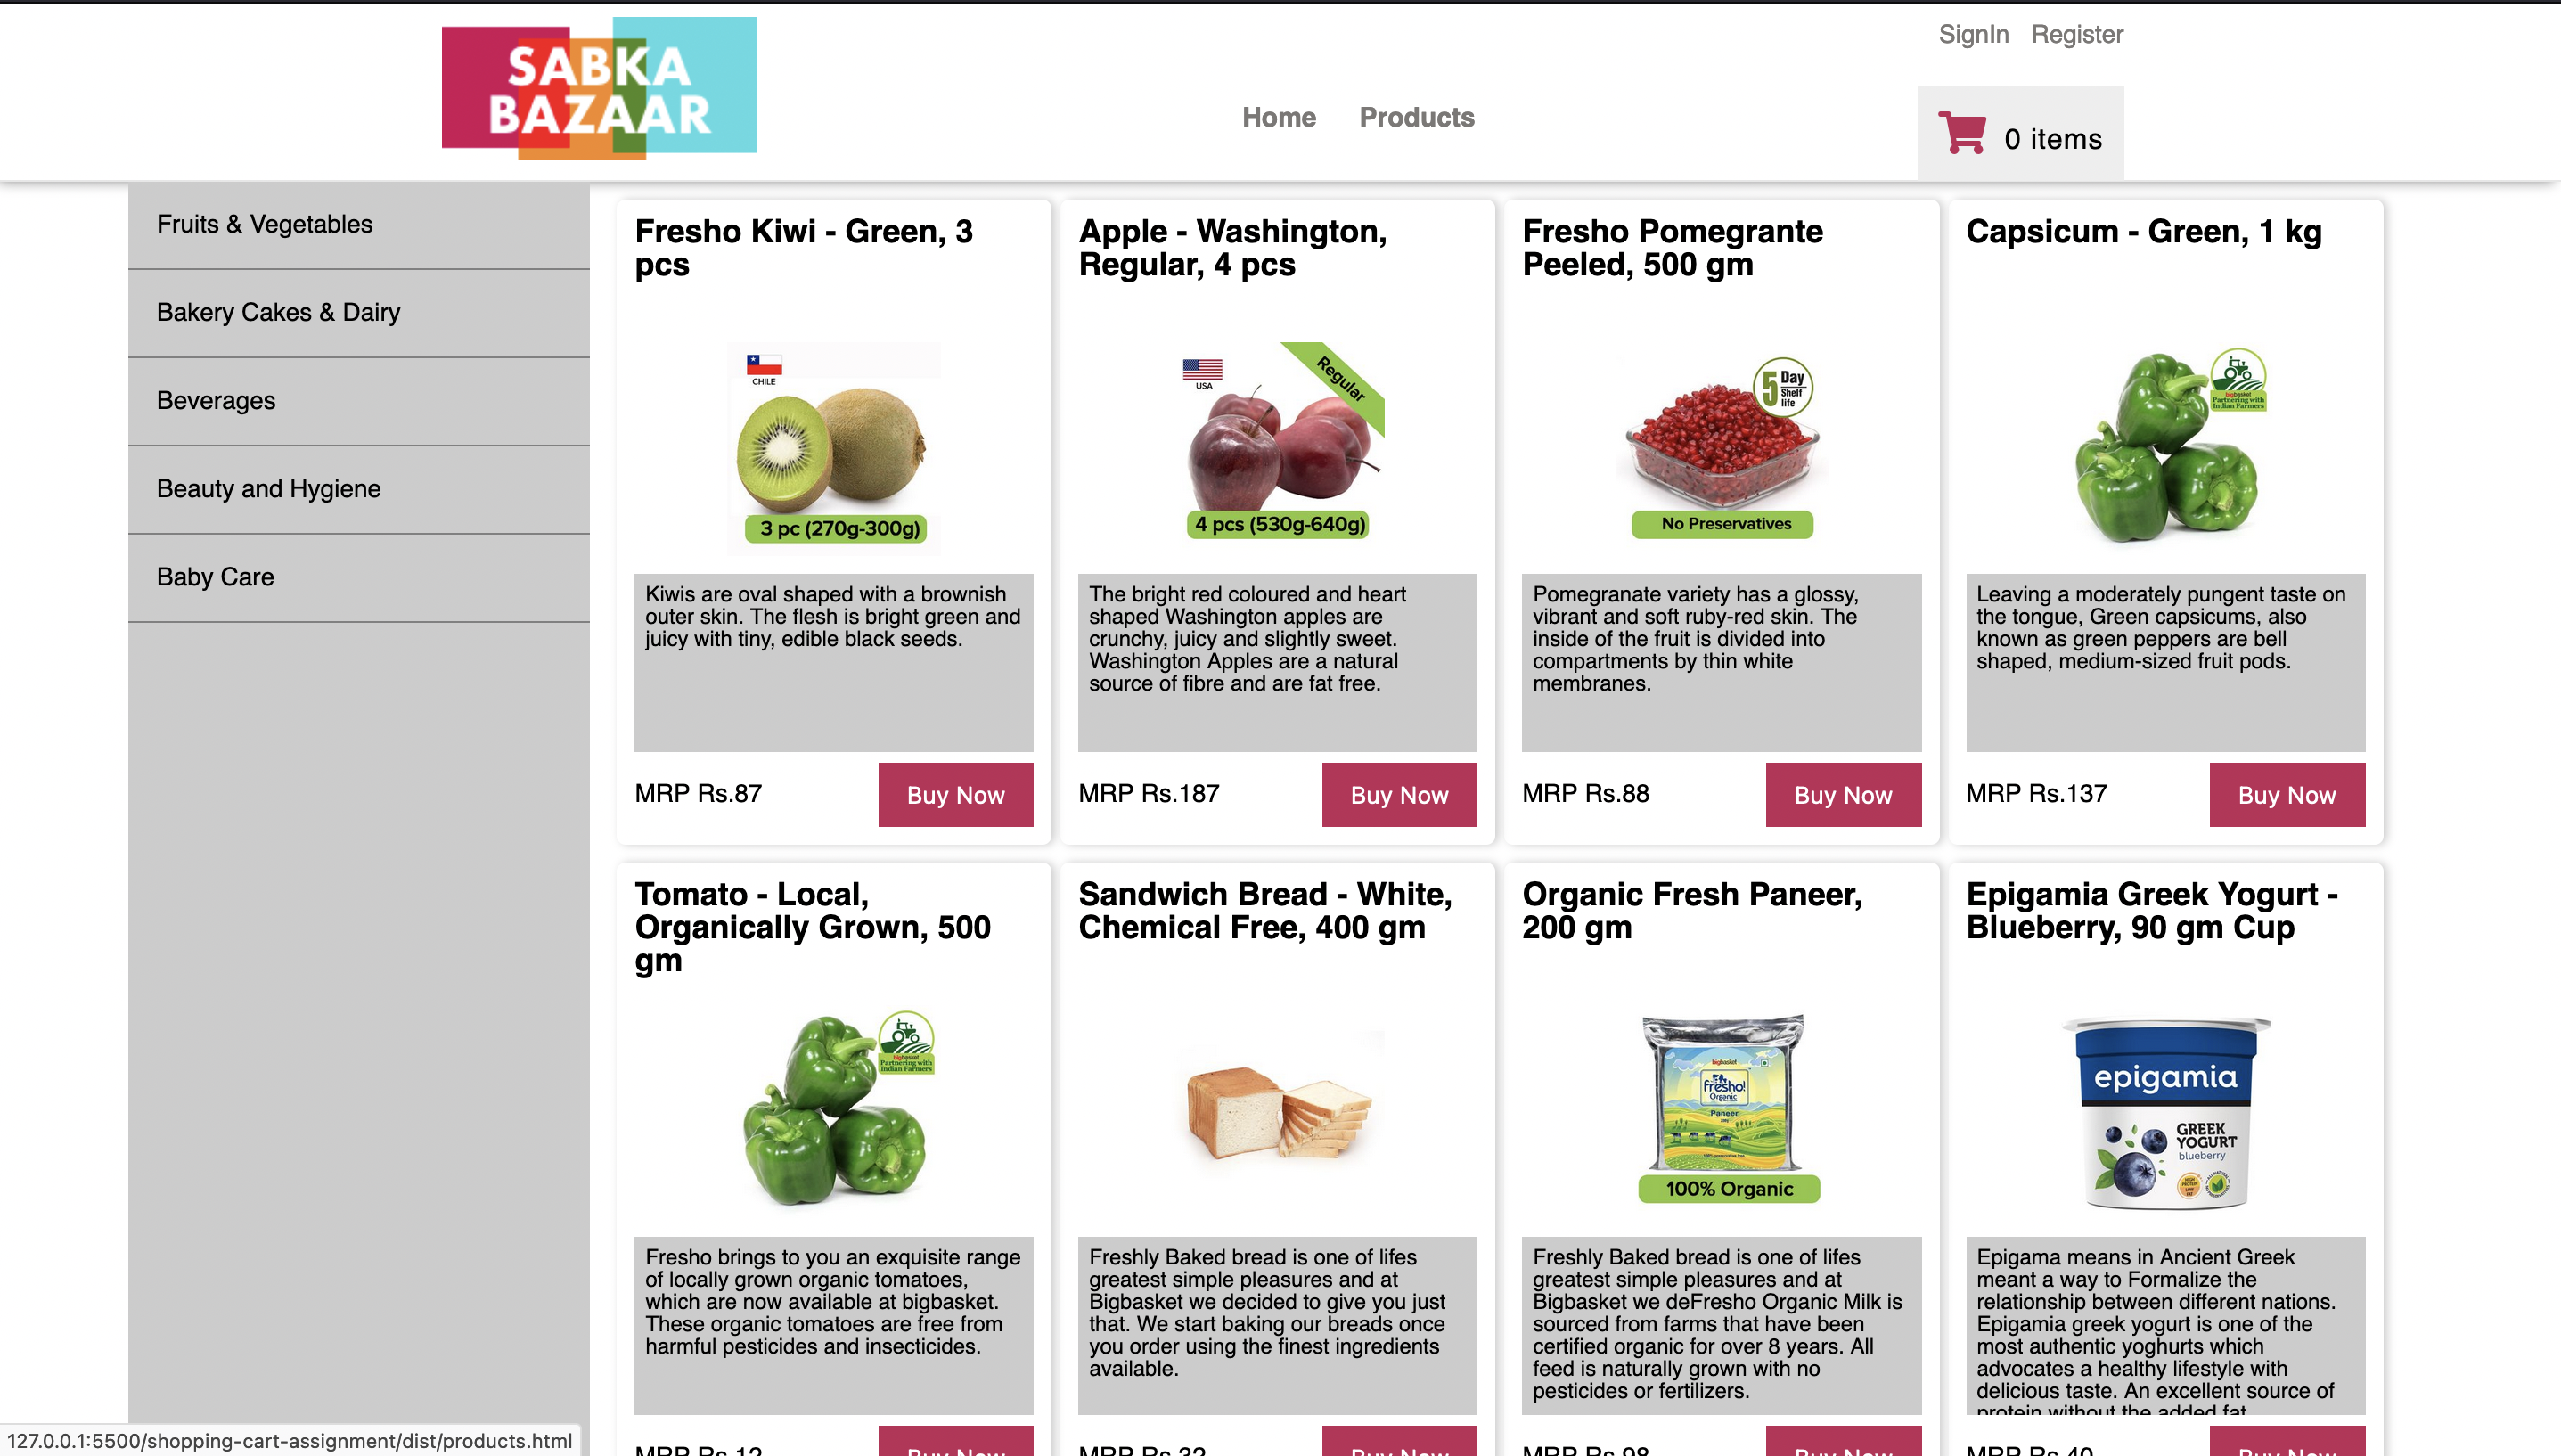 SABKA
BAZAAR
Home
Products
SignIn
Register
0 items
Fruits & Vegetables
Bakery Cakes & Dairy
Beverages
Beauty and Hygiene
Baby Care
Fresho Kiwi - Green, 3
pcs
CHILE
3 pc (270g-300g)
Kiwis are oval shaped with a brownish
outer skin. The flesh is bright green and
juicy with tiny, edible black seeds.
MRP Rs.87
Buy Now
Apple - Washington,
Regular, 4 pcs
USA
Regular
4 pcs (530g-640g)
The bright red coloured and heart
shaped Washington apples are
crunchy, juicy and slightly sweet.
Washington Apples are a natural
source of fibre and are fat free.
MRP Rs.187
Buy Now
Fresho Pomegrante
Peeled, 500 gm
5 Day
Shelf
life
No Preservatives
Pomegranate variety has a glossy,
vibrant and soft ruby-red skin. The
inside of the fruit is divided into
compartments by thin white
membranes.
MRP Rs.88
Buy Now
Capsicum - Green, 1 kg
bigbasket
Partnering with
Indian Farmers
Leaving a moderately pungent taste on
the tongue, Green capsicums, also
known as green peppers are bell
shaped, medium-sized fruit pods.
MRP Rs.137
Buy Now
Tomato - Local,
Organically Grown, 500
gm
bigbasket
Partnering with
Indian Farmers
Fresho brings to you an exquisite range
of locally grown organic tomatoes,
which are now available at bigbasket.
These organic tomatoes are free from
harmful pesticides and insecticides.
MRP Rs.12
Buy Now
Sandwich Bread - White,
Chemical Free, 400 gm
Freshly Baked bread is one of lifes
greatest simple pleasures and at
Bigbasket we decided to give you just
that. We start baking our breads once
you order using the finest ingredients
available.
MRP Rs.32
Buy Now
Organic Fresh Paneer,
200 gm
bigbasket
fresho!
Organic
Paneer
100% Organic
Freshly Baked bread is one of lifes
greatest simple pleasures and at
Bigbasket we deFresho Organic Milk is
sourced from farms that have been
certified organic for over 8 years. All
feed is naturally grown with no
pesticides or fertilizers.
MRP Rs.98
Buy Now
Epigamia Greek Yogurt -
Blueberry, 90 gm Cup
epigamia
GREEK
YOGURT
blueberry
Epigama means in Ancient Greek
meant a way to Formalize the
relationship between different nations.
Epigamia greek yogurt is one of the
most authentic yoghurts which
advocates a healthy lifestyle with
delicious taste. An excellent source of
protein without the added fat
MRP Rs.40
Buy Now
127.0.0.1:5500/shopping-cart-assignment/dist/products.html